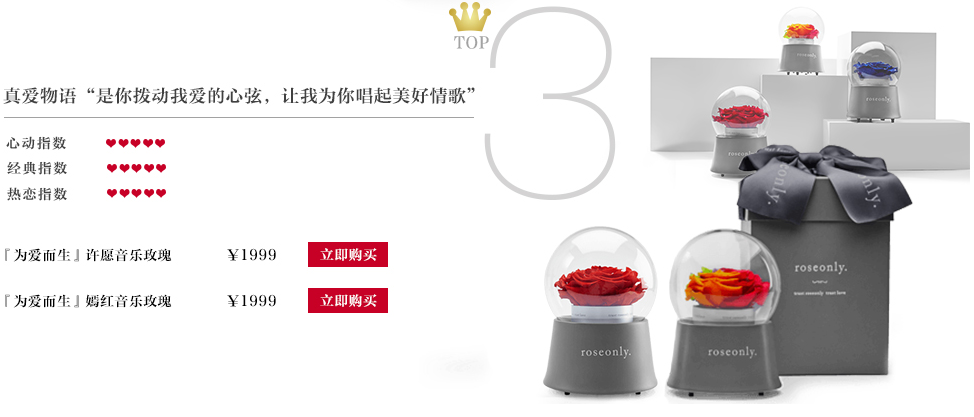 TOP
3
真爱物语“是你拨动我爱的心弦，让我为你唱起美好情歌”
心动指数
经典指数
热恋指数
『为爱而生』许愿音乐玫瑰 ￥1999 立即购买
『为爱而生』嫣红音乐玫瑰 ￥1999 立即购买
roseonly.
roseonly.
roseonly.
roseonly.
roseonly.
roseonly.
roseonly.